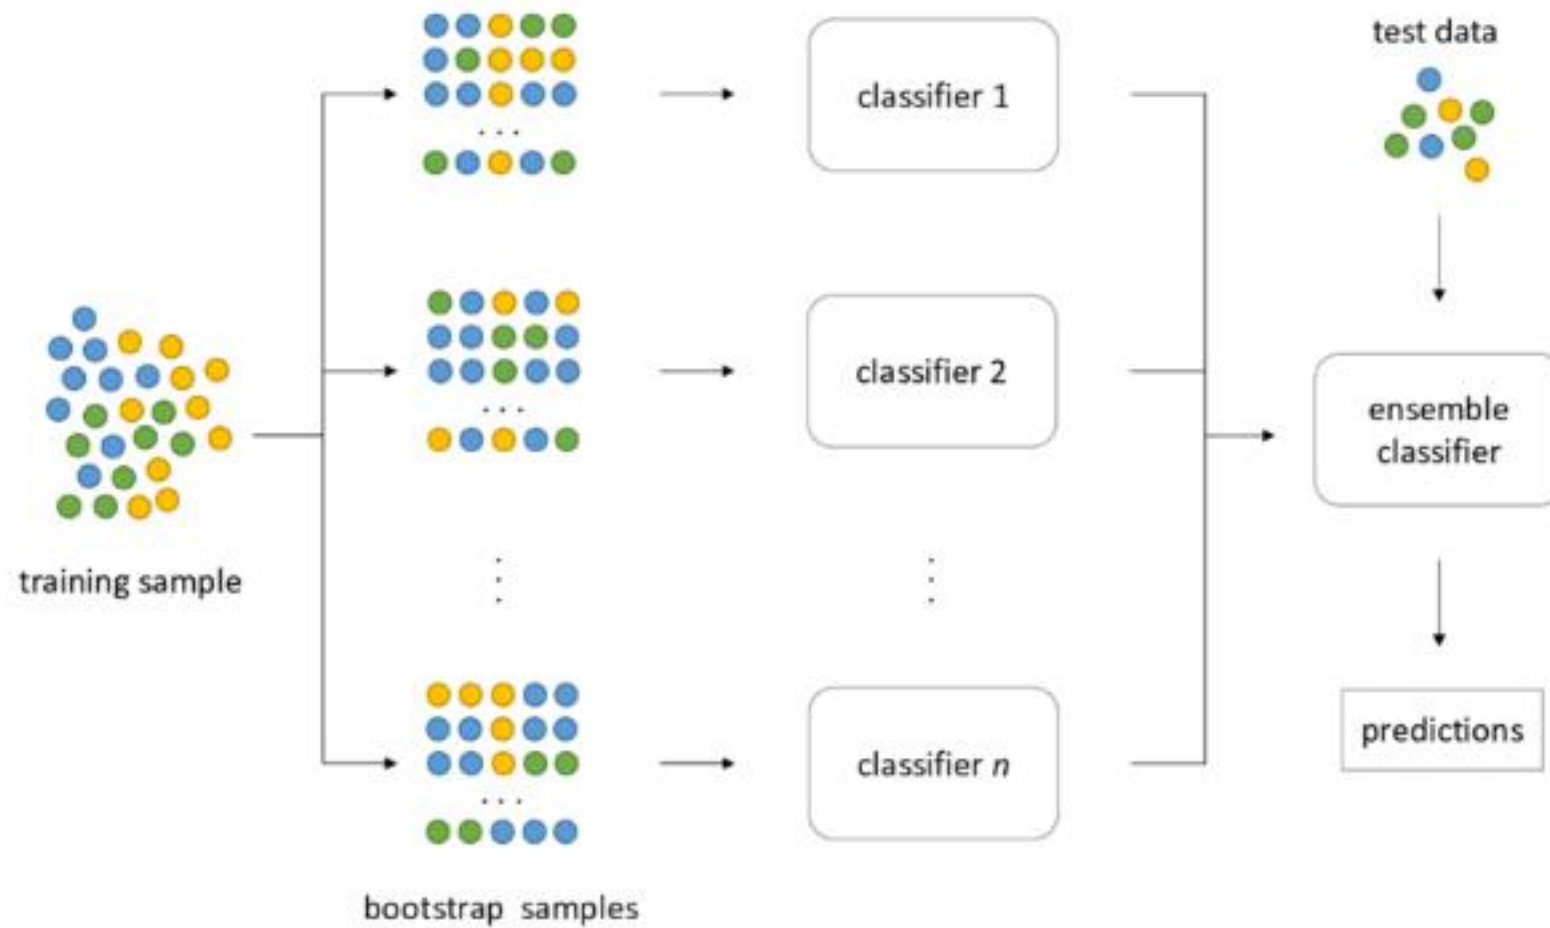 test data
classifier 1
. . .
classifier 2
. . .
ensemble
classifier
training sample
predictions
classifier n
. . .
bootstrap samples